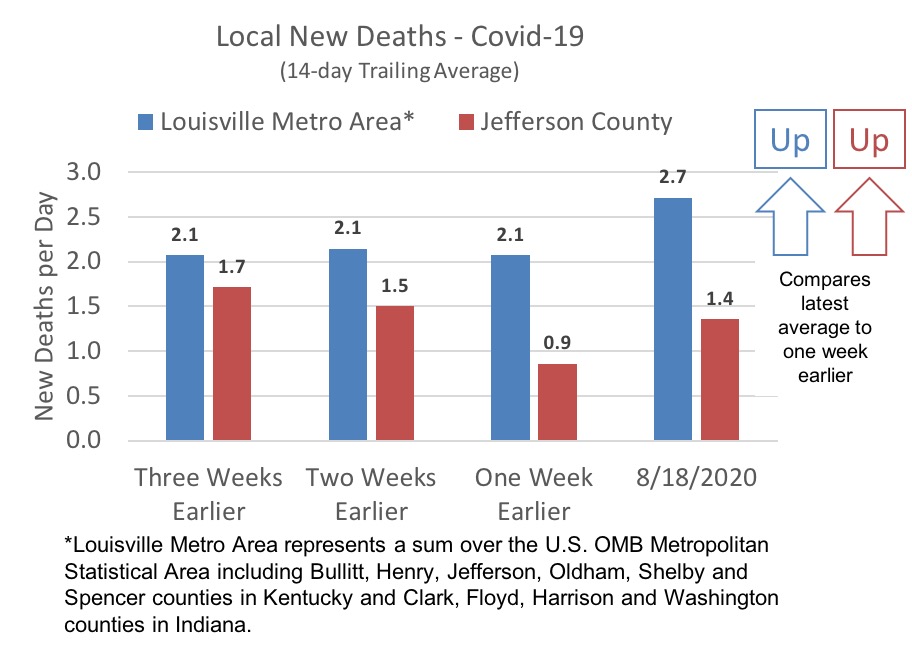 Local New Deaths - Covid-19
(14-day Trailing Average)
Louisville Metro Area* Jefferson County
Up Up
New Deaths per Day
3.0
2.5
2.0
1.5
1.0
0.5
0.0
2.1 1.7 2.1 1.5 2.1 0.9 2.7 1.4
Compares
latest
average to
one week
earlier
Three Weeks Two Weeks One Week 8/18/2020
Earlier Earlier Earlier
*Louisville Metro Area represents a sum over the U.S. OMB Metropolitan
Statistical Area including Bullitt, Henry, Jefferson, Oldham, Shelby and
Spencer counties in Kentucky and Clark, Floyd, Harrison and Washington
counties in Indiana.